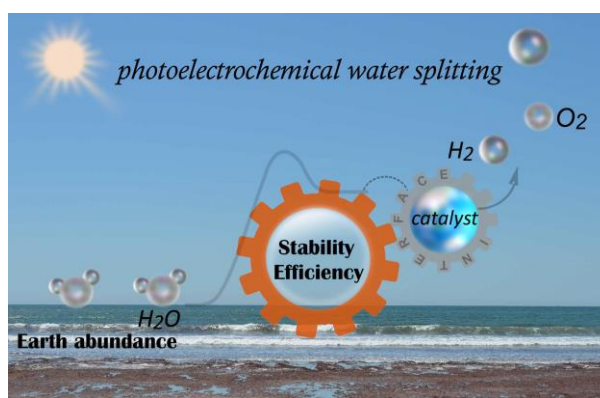 photoelectrochemical water splitting
O2
H2
INTERFACE
catalyst
Stability
Efficiency
H2O
Earth abundance